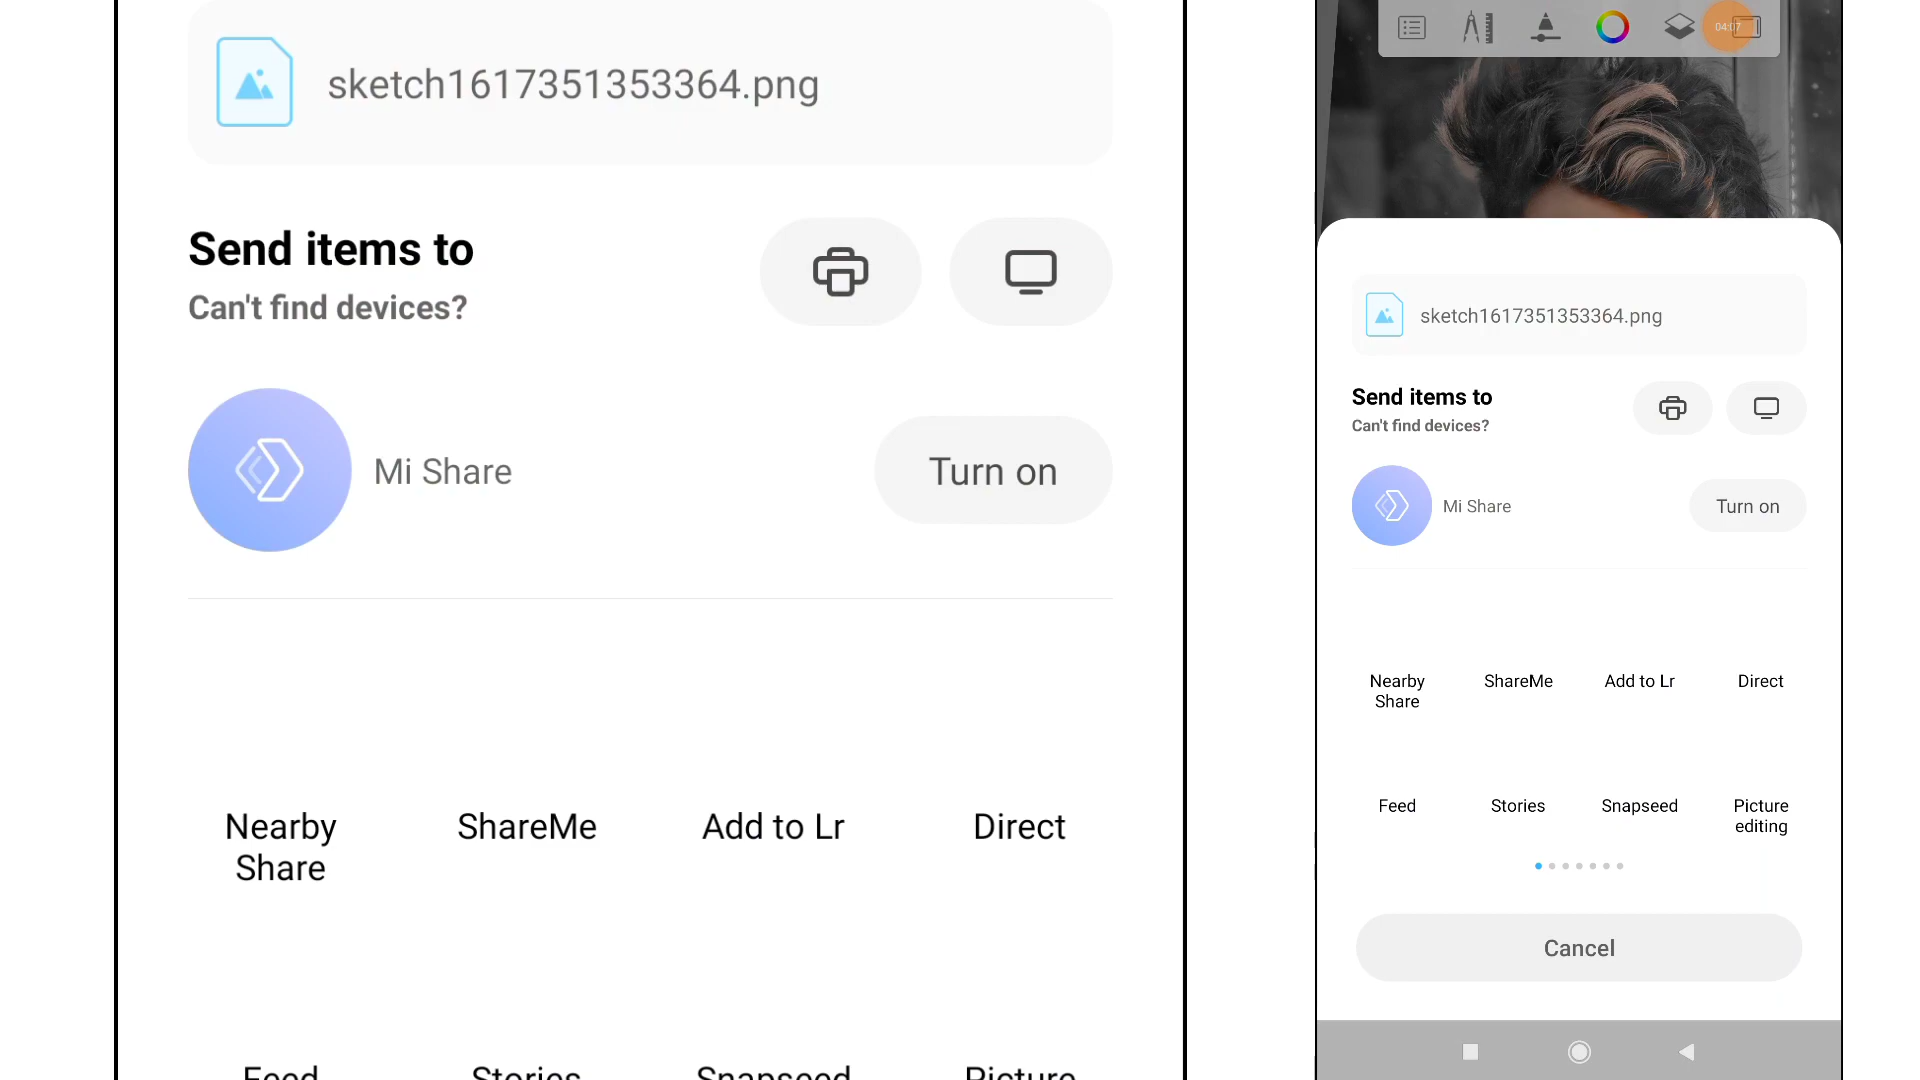 sketch1617351353364.png
Send items to
Can't find devices?
Mi Share
Turn on
Nearby
Share
ShareMe
Add to Lr
Direct
Feed
Stories
Snapseed
Picture
04:07
sketch1617351353364.png
Send items to
Can't find devices?
Mi Share
Turn on
Nearby
Share
ShareMe
Add to Lr
Direct
Feed
Stories
Snapseed
Picture
editing
Cancel